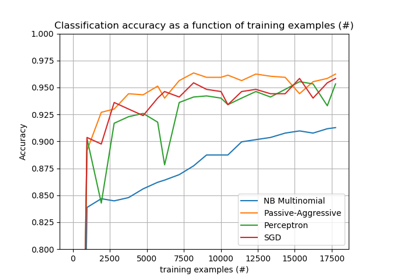 Classification accuracy as a function of training examples (#)
1.000
0.975
0.950
0.925
0.900
0.875
0.850
0.825
0.800
Accuracy
NB Multinomial
Passive-Aggressive
Perceptron
SGD
0 2500 5000 7500 10000 12500 15000 17500
training examples (#)